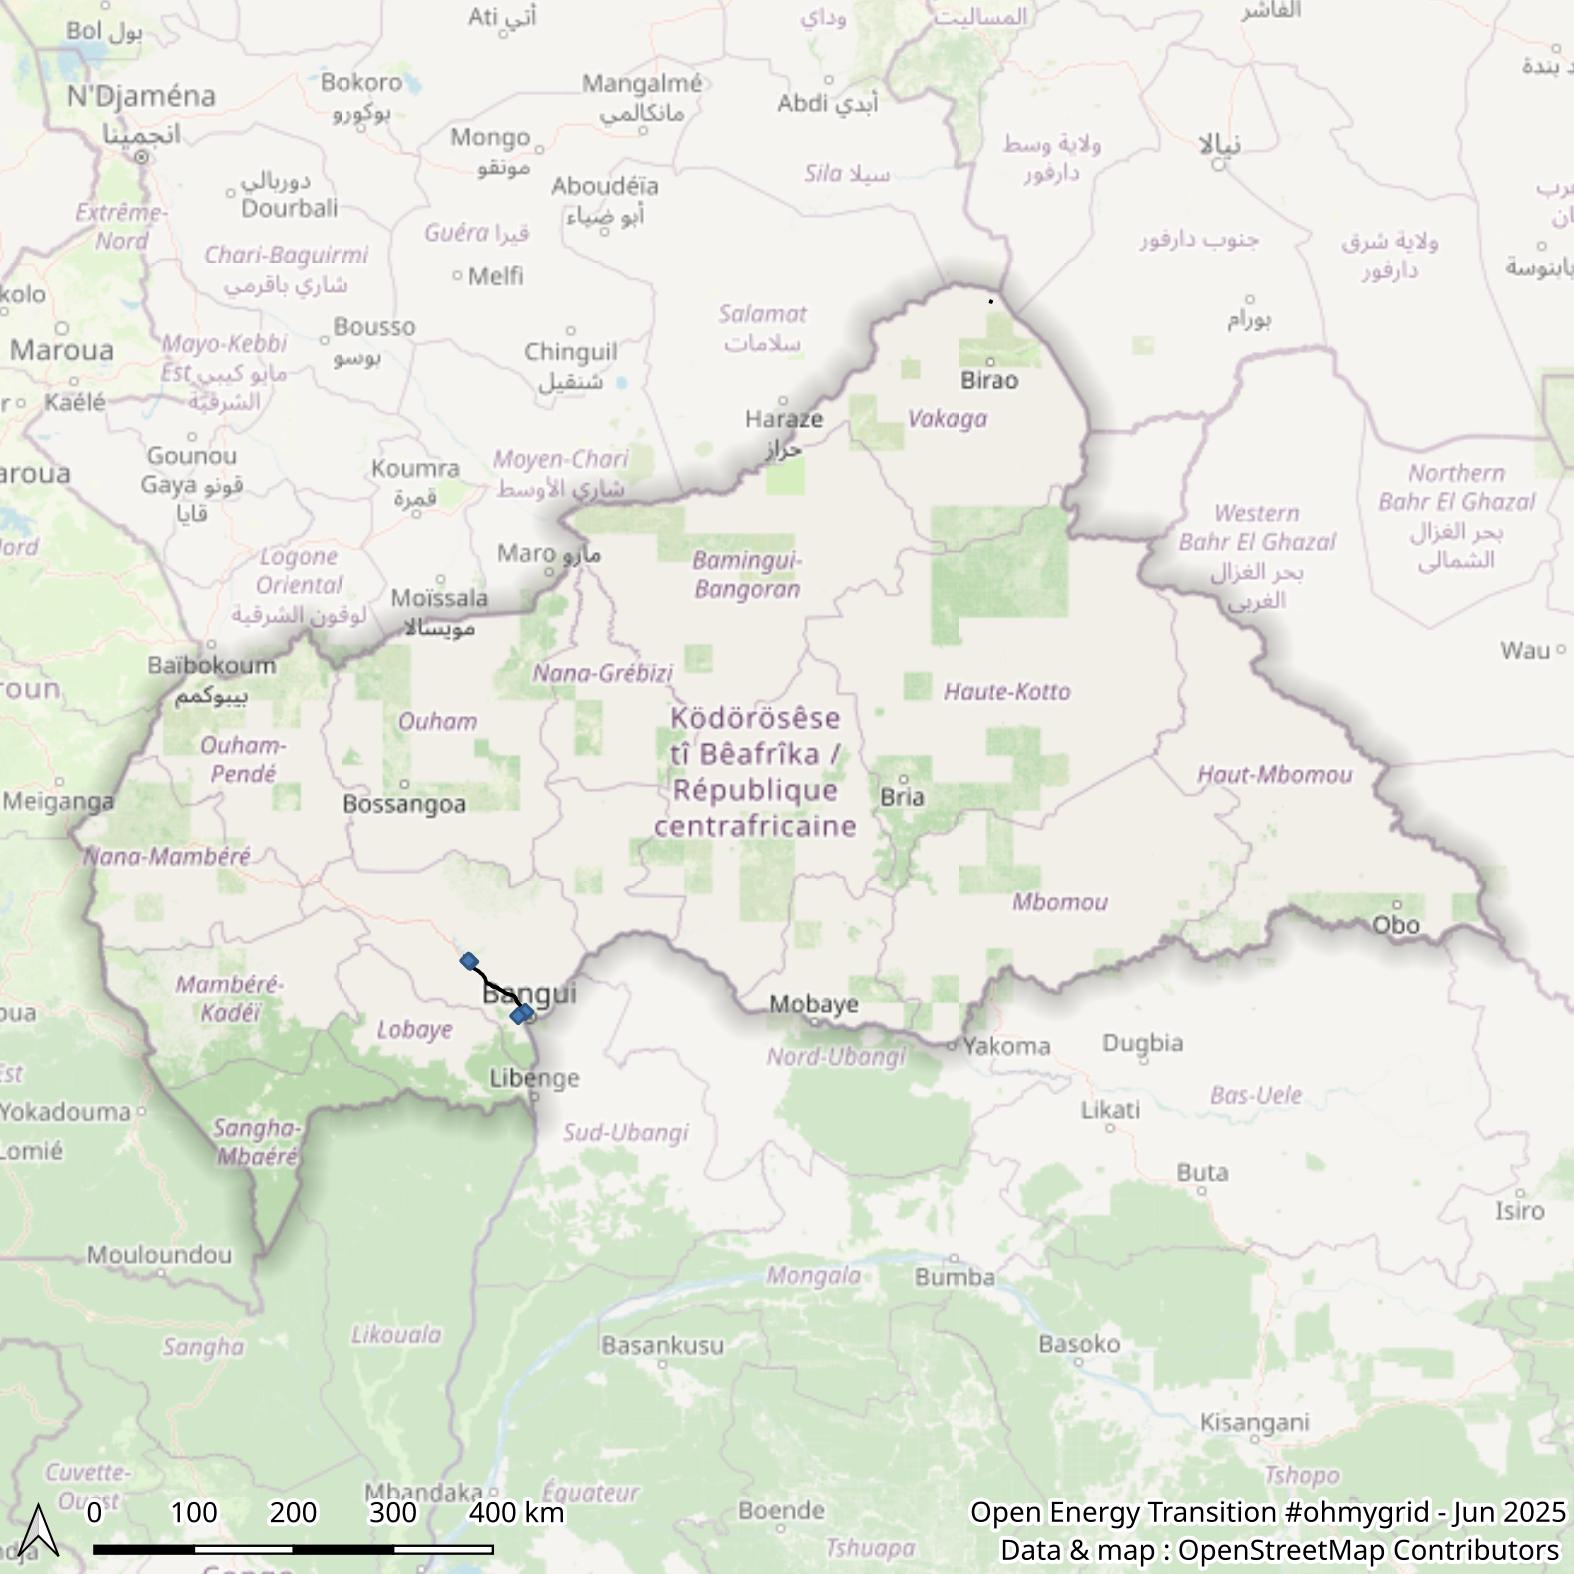 Bol بول
Ati أتي
وداي
المساليت
الفاشر
N'Djaména
انجمينا
Bokoro
بوكورو
Mangalmé
مانكالمي
Abdi أبدي
Mongo
مونقو
ولاية وسط
دارفور
نيالا
Sila سيلا
دوربالي
Dourbali
Aboudéïa
أبو ضياء
Extrême-
Nord
Guéra قيرا
Chari-Baguirmi
شاري باقرمي
Melfi
جنوب دارفور
ولاية شرق
دارفور
بابنوسة
kolo
Maroua
Mayo-Kebbi
Est مايو كيبي
الشرقية
Bousso
بوسو
Salamat
سلامات
Chinguil
شنقيل
بورام
Birao
Kaélé
Haraze
حراز
Vakaga
aroua
Gounou
Gaya قونو
قايا
Koumra
قمرة
Moyen-Chari
شاري الأوسط
Northern
Bahr El Ghazal
بحر الغزال
الشمالى
Western
Bahr El Ghazal
بحر الغزال
الغربى
Logone
Oriental
لوقون الشرقية
Maro مارو
Bamingui-
Bangoran
Moïssala
مويسالا
Wau
Baïbokoum
بيبوكمم
Nana-Grébizi
Haute-Kotto
Ouham
Ouham-
Pendé
Ködörösêse
tî Bêafrîka /
République
centrafricaine
Haut-Mbomou
Meiganga
Bossangoa
Bria
Nana-Mambéré
Mbomou
Obo
Mambéré-
Kadéï
Bangui
Mobaye
Lobaye
Nord-Ubangi
Yakoma
Dugbia
Est
Libenge
Bas-Uele
Yokadouma
Likati
Lomié
Sangha-
Mbaéré
Sud-Ubangi
Buta
Isiro
Mouloundou
Mongala
Bumba
Sangha
Likouala
Basankusu
Basoko
Kisangani
Cuvette-
Ouest
Mbandaka
Équateur
Boende
Tshopo
Tshuapa
0 100 200 300 400 km
Open Energy Transition #ohmygrid - Jun 2025
Data & map : OpenStreetMap Contributors